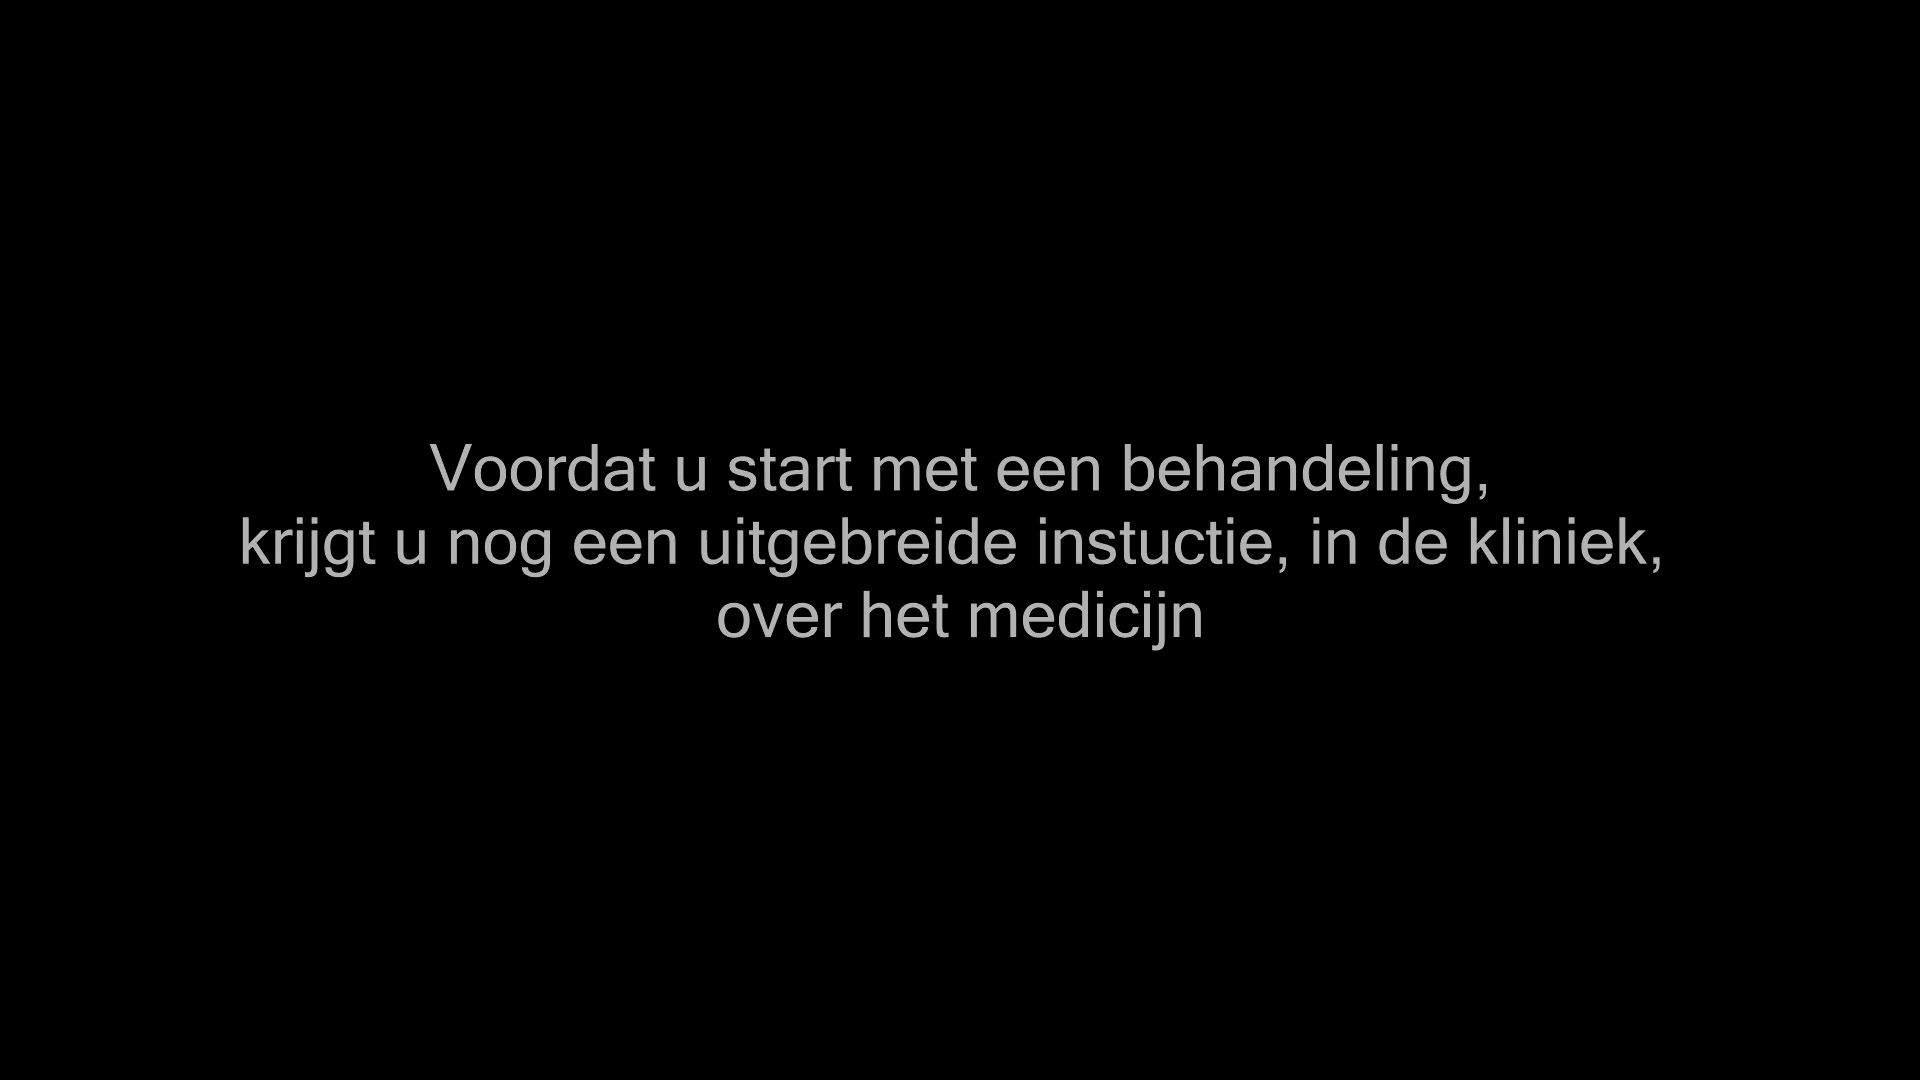 Voordat u start met een behandeling,
krijgt u nog een uitgebreide instuctie, in de kliniek,
over het medicijn